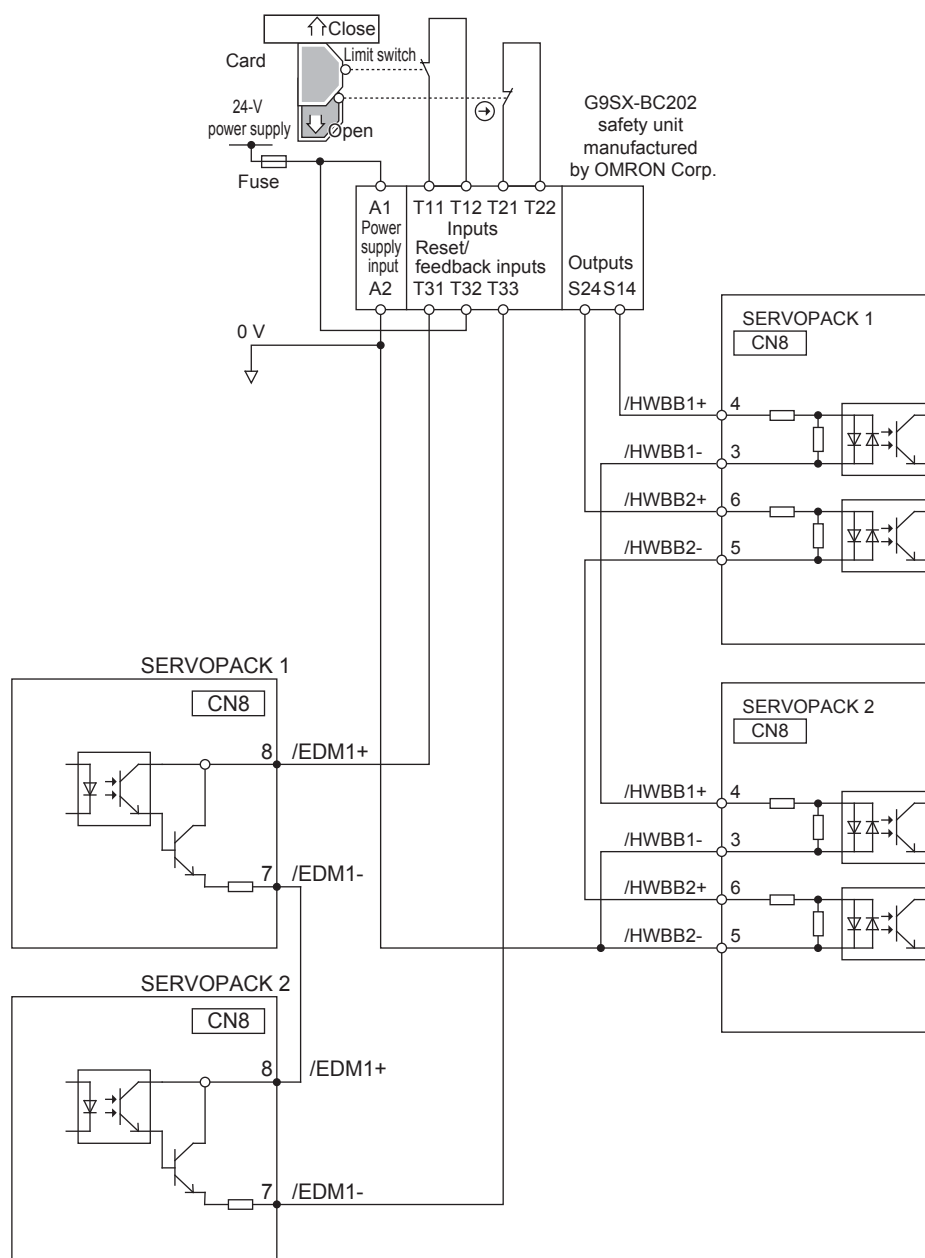 Close
Card
Limit switch
24-V
power supply
Open
Fuse
G9SX-BC202
safety unit
manufactured
by OMRON Corp.
A1
T11 T12 T21 T22
Power
supply
input
Inputs
Reset/
feedback inputs
Outputs
A2
T31 T32 T33
S24 S14
0 V
SERVOPACK 1
CN8
/HWBB1+ 4
/HWBB1- 3
/HWBB2+ 6
/HWBB2- 5
SERVOPACK 1
CN8
8 /EDM1+
7 /EDM1-
SERVOPACK 2
CN8
/HWBB1+ 4
/HWBB1- 3
/HWBB2+ 6
/HWBB2- 5
SERVOPACK 2
CN8
8 /EDM1+
7 /EDM1-